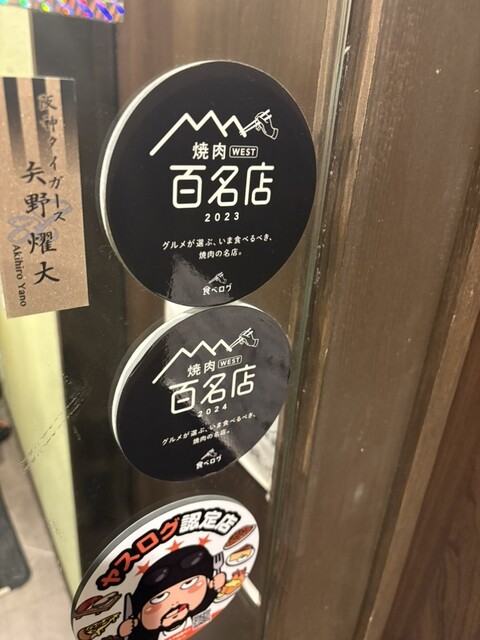 阪神タイガース
矢野 燿大
Akihiro Yano
焼肉 WEST
百名店
2023
グルメが選ぶ、いま食べるべき、
焼肉の名店。
食べログ
焼肉 WEST
百名店
2024
グルメが選ぶ、いま食べるべき、
焼肉の名店。
食べログ
ヤスログ認定店